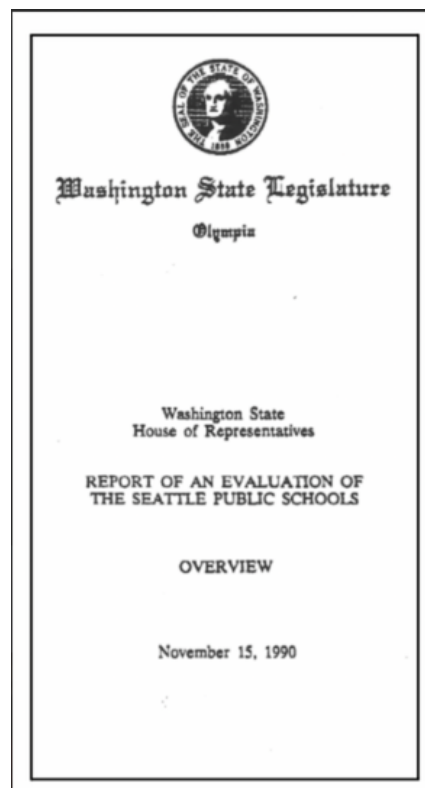 THE SEAL OF THE STATE OF WASHINGTON
1889
Washington State Legislature
Olympia
Washington State
House of Representatives
REPORT OF AN EVALUATION OF
THE SEATTLE PUBLIC SCHOOLS
OVERVIEW
November 15, 1990